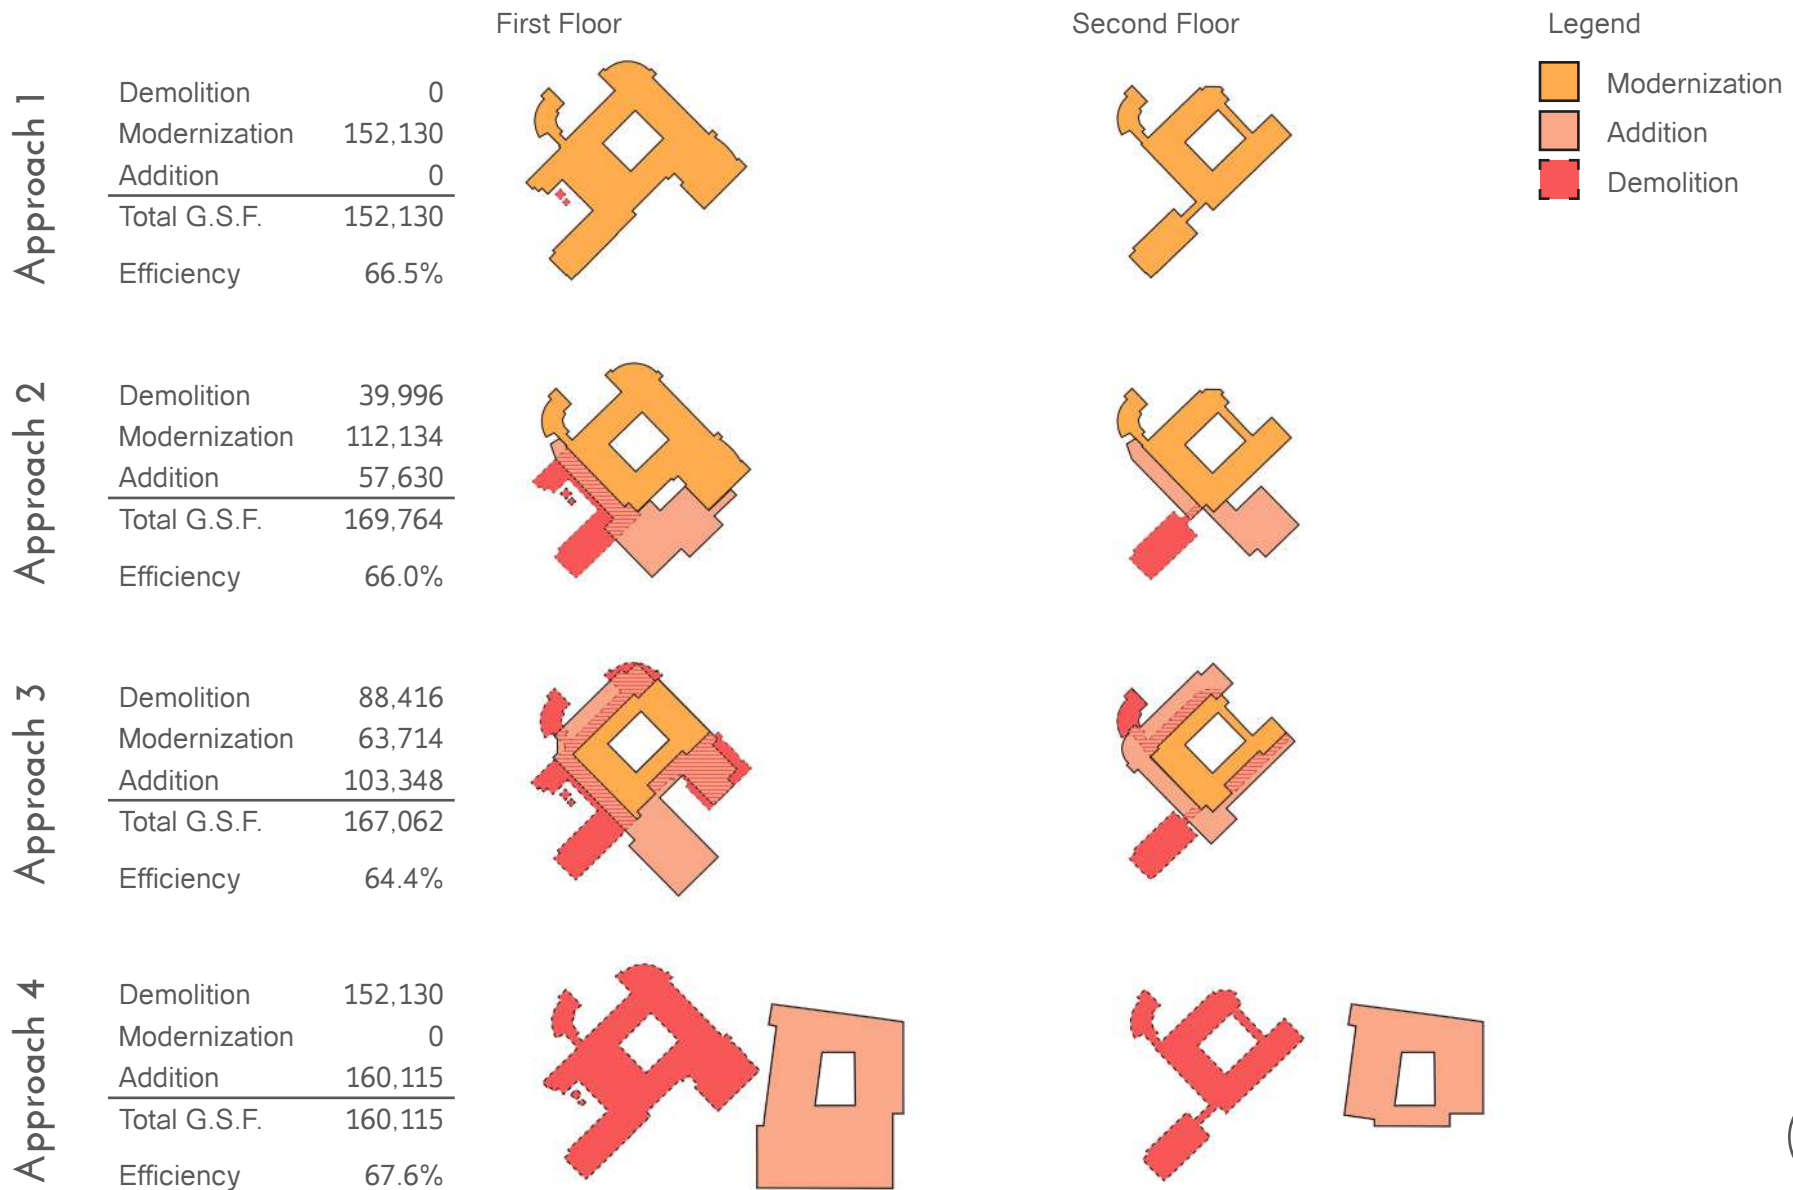 First Floor
Second Floor
Legend
Modernization
Addition
Demolition
Approach 1
Demolition 0
Modernization 152,130
Addition 0
Total G.S.F. 152,130
Efficiency 66.5%
Approach 2
Demolition 39,996
Modernization 112,134
Addition 57,630
Total G.S.F. 169,764
Efficiency 66.0%
Approach 3
Demolition 88,416
Modernization 63,714
Addition 103,348
Total G.S.F. 167,062
Efficiency 64.4%
Approach 4
Demolition 152,130
Modernization 0
Addition 160,115
Total G.S.F. 160,115
Efficiency 67.6%